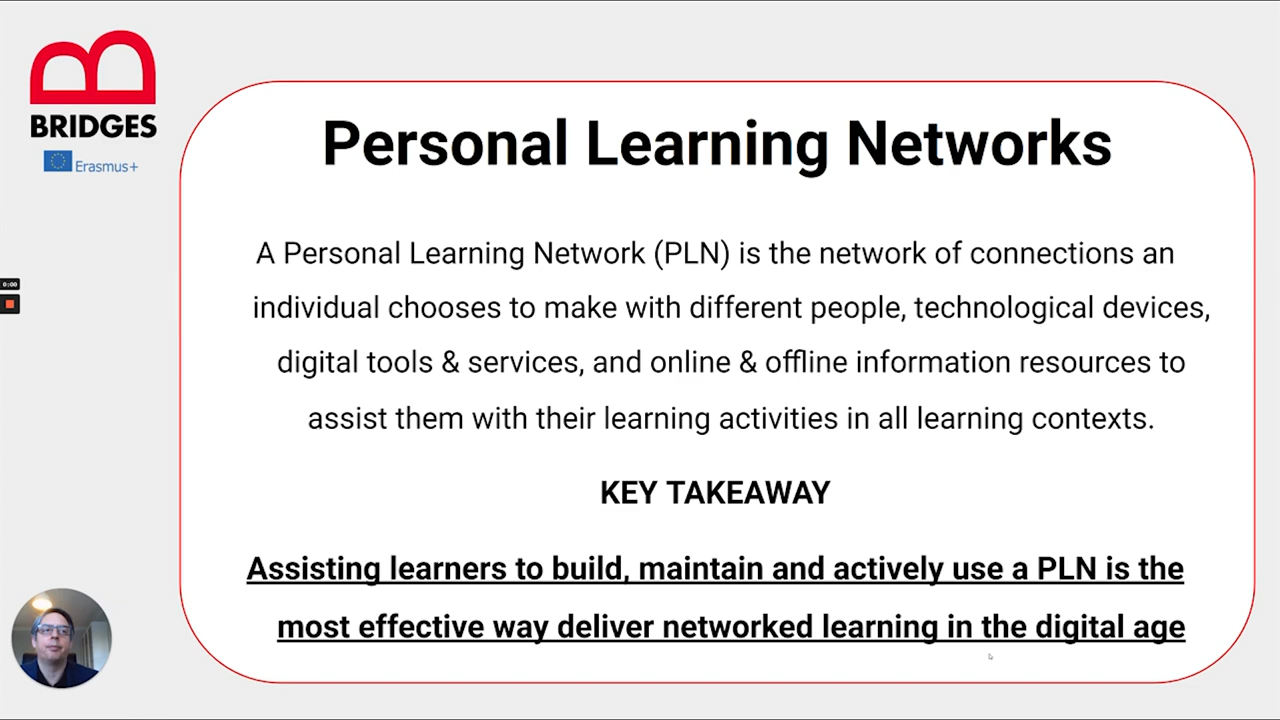 BRIDGES
Erasmus+
Personal Learning Networks
A Personal Learning Network (PLN) is the network of connections an
individual chooses to make with different people, technological devices,
digital tools & services, and online & offline information resources to
assist them with their learning activities in all learning contexts.
KEY TAKEAWAY
Assisting learners to build, maintain and actively use a PLN is the
most effective way deliver networked learning in the digital age
0:00